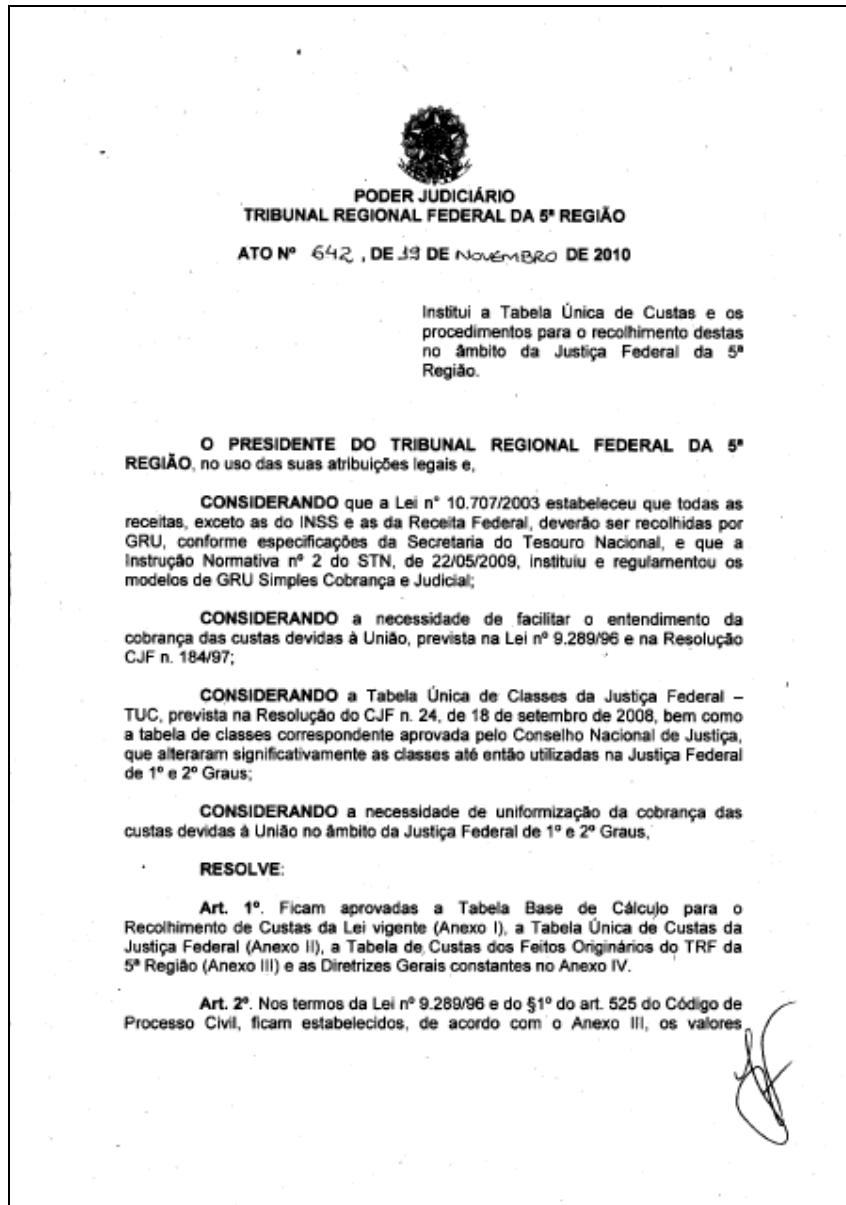 PODER JUDICIÁRIO
TRIBUNAL REGIONAL FEDERAL DA 5ª REGIÃO
ATO Nº 642, DE 19 DE NOVEMBRO DE 2010
Institui a Tabela Única de Custas e os
procedimentos para o recolhimento destas
no âmbito da Justiça Federal da 5ª
Região.
O PRESIDENTE DO TRIBUNAL REGIONAL FEDERAL DA 5ª
REGIÃO, no uso das suas atribuições legais e,
CONSIDERANDO que a Lei n° 10.707/2003 estabeleceu que todas as
receitas, exceto as do INSS e as da Receita Federal, deverão ser recolhidas por
GRU, conforme especificações da Secretaria do Tesouro Nacional, e que a
Instrução Normativa nº 2 do STN, de 22/05/2009, instituiu e regulamentou os
modelos de GRU Simples Cobrança e Judicial;
CONSIDERANDO a necessidade de facilitar o entendimento da
cobrança das custas devidas à União, prevista na Lei nº 9.289/96 e na Resolução
CJF n. 184/97;
CONSIDERANDO a Tabela Única de Classes da Justiça Federal –
TUC, prevista na Resolução do CJF n. 24, de 18 de setembro de 2008, bem como
a tabela de classes correspondente aprovada pelo Conselho Nacional de Justiça,
que alteraram significativamente as classes até então utilizadas na Justiça Federal
de 1º e 2º Graus;
CONSIDERANDO a necessidade de uniformização da cobrança das
custas devidas à União no âmbito da Justiça Federal de 1º e 2º Graus,
RESOLVE:
Art. 1º. Ficam aprovadas a Tabela Base de Cálculo para o
Recolhimento de Custas da Lei vigente (Anexo I), a Tabela Única de Custas da
Justiça Federal (Anexo II), a Tabela de Custas dos Feitos Originários do TRF da
5ª Região (Anexo III) e as Diretrizes Gerais constantes no Anexo IV.
Art. 2º. Nos termos da Lei nº 9.289/96 e do §1º do art. 525 do Código de
Processo Civil, ficam estabelecidos, de acordo com o Anexo III, os valores